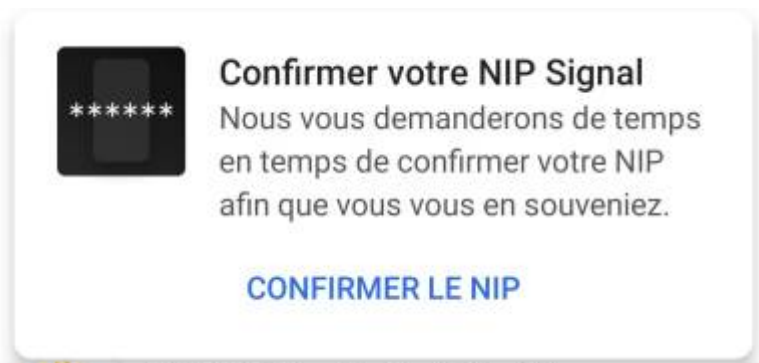 ******
Confirmer votre NIP Signal
Nous vous demanderons de temps
en temps de confirmer votre NIP
afin que vous vous en souveniez.
CONFIRMER LE NIP